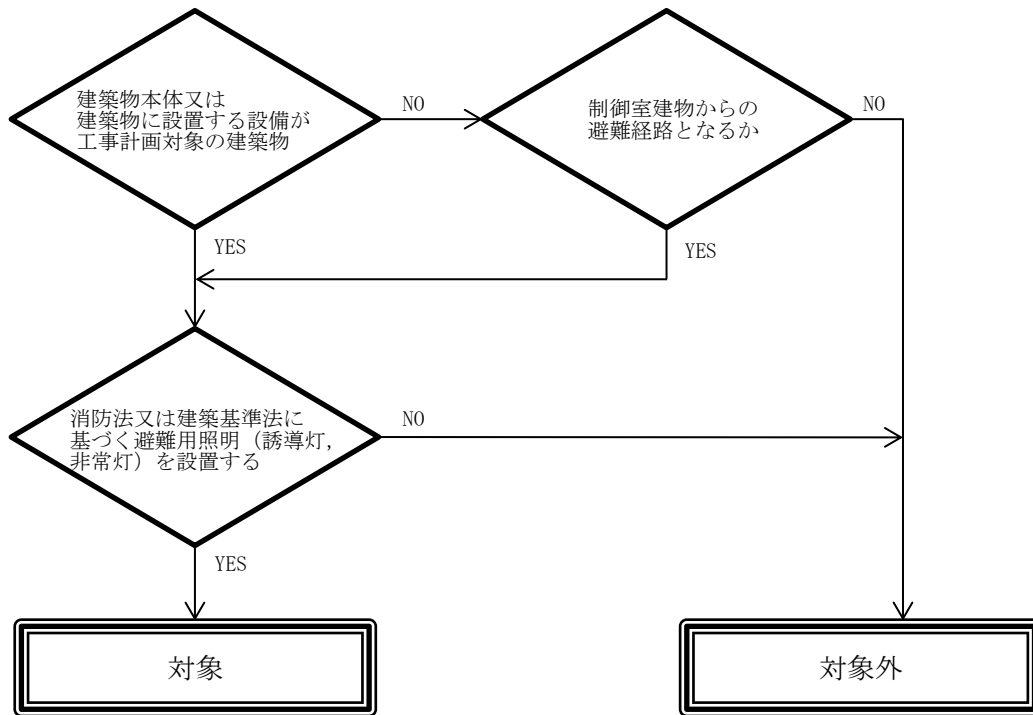 建築物本体又は
建築物に設置する設備が
工事計画対象の建築物
NO
制御室建物からの
避難経路となるか
NO
YES
YES
消防法又は建築基準法に
基づく避難用照明（誘導灯，
非常灯）を設置する
NO
YES
対象
対象外